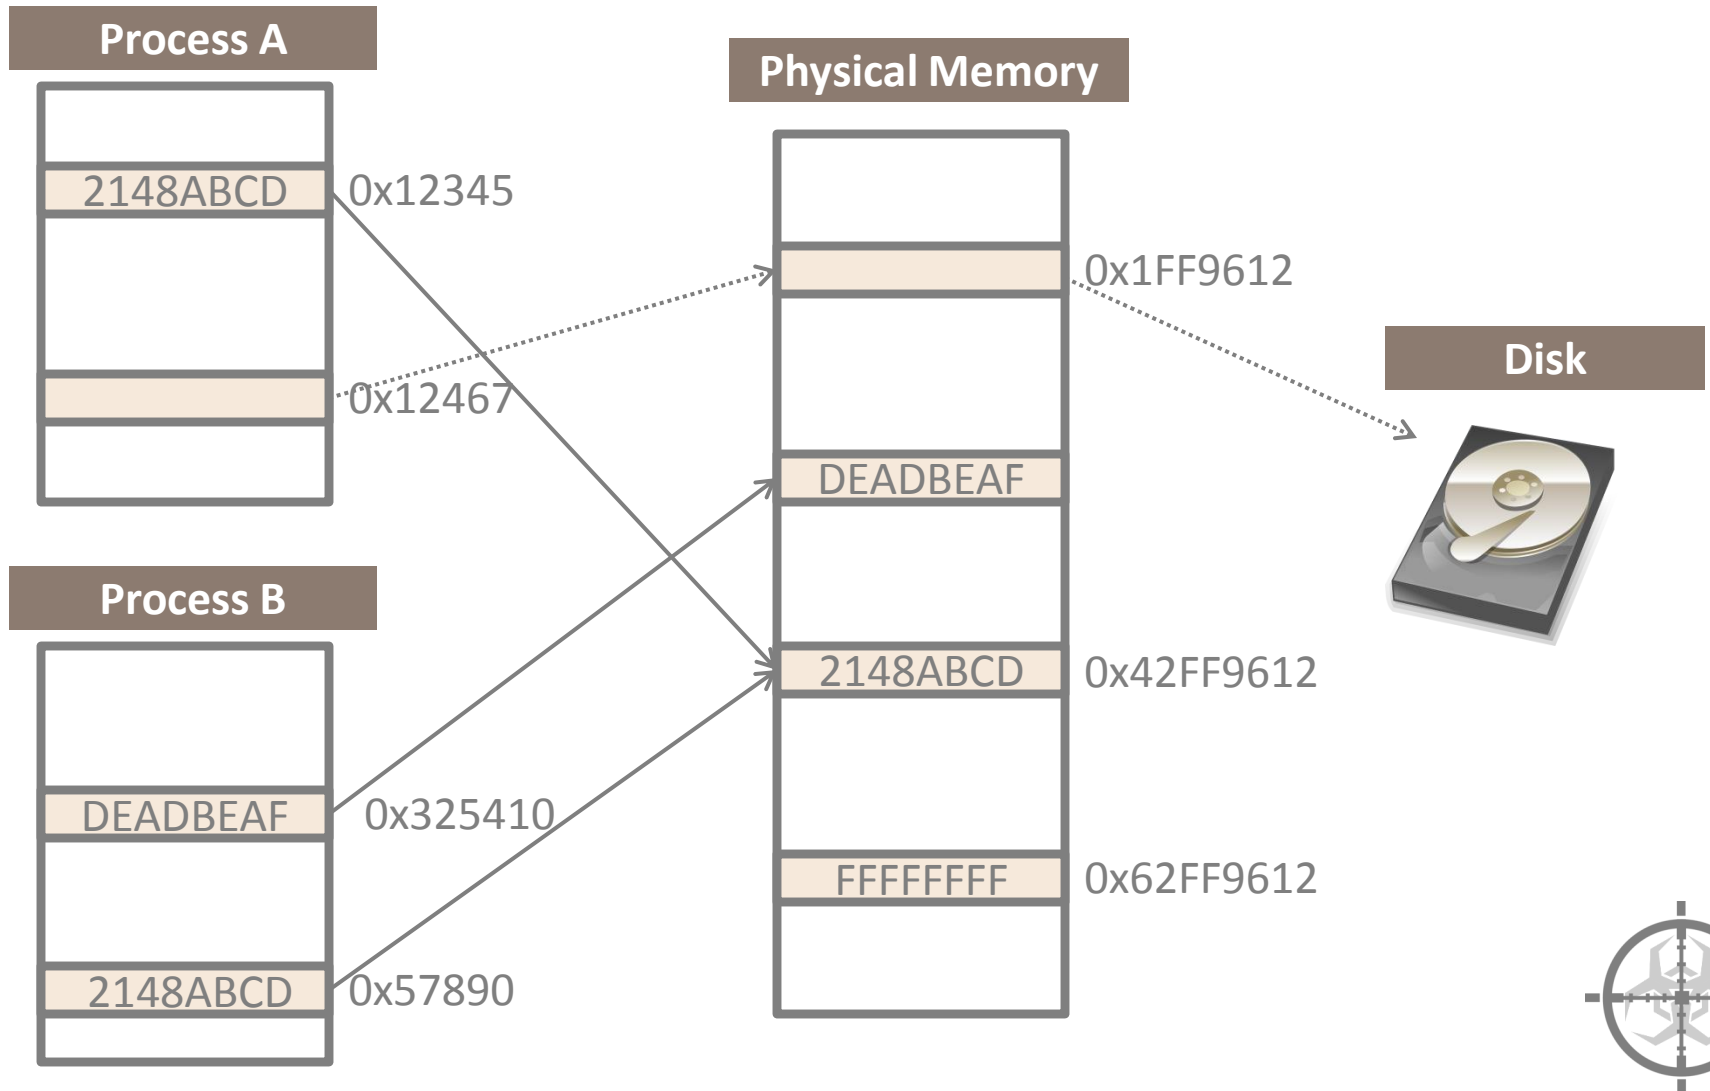 Process A
2148ABCD
0x12345
0x12467
Process B
DEADBEAF
0x325410
2148ABCD
0x57890
Physical Memory
0x1FF9612
DEADBEAF
2148ABCD
0x42FF9612
FFFFFFFF
0x62FF9612
Disk